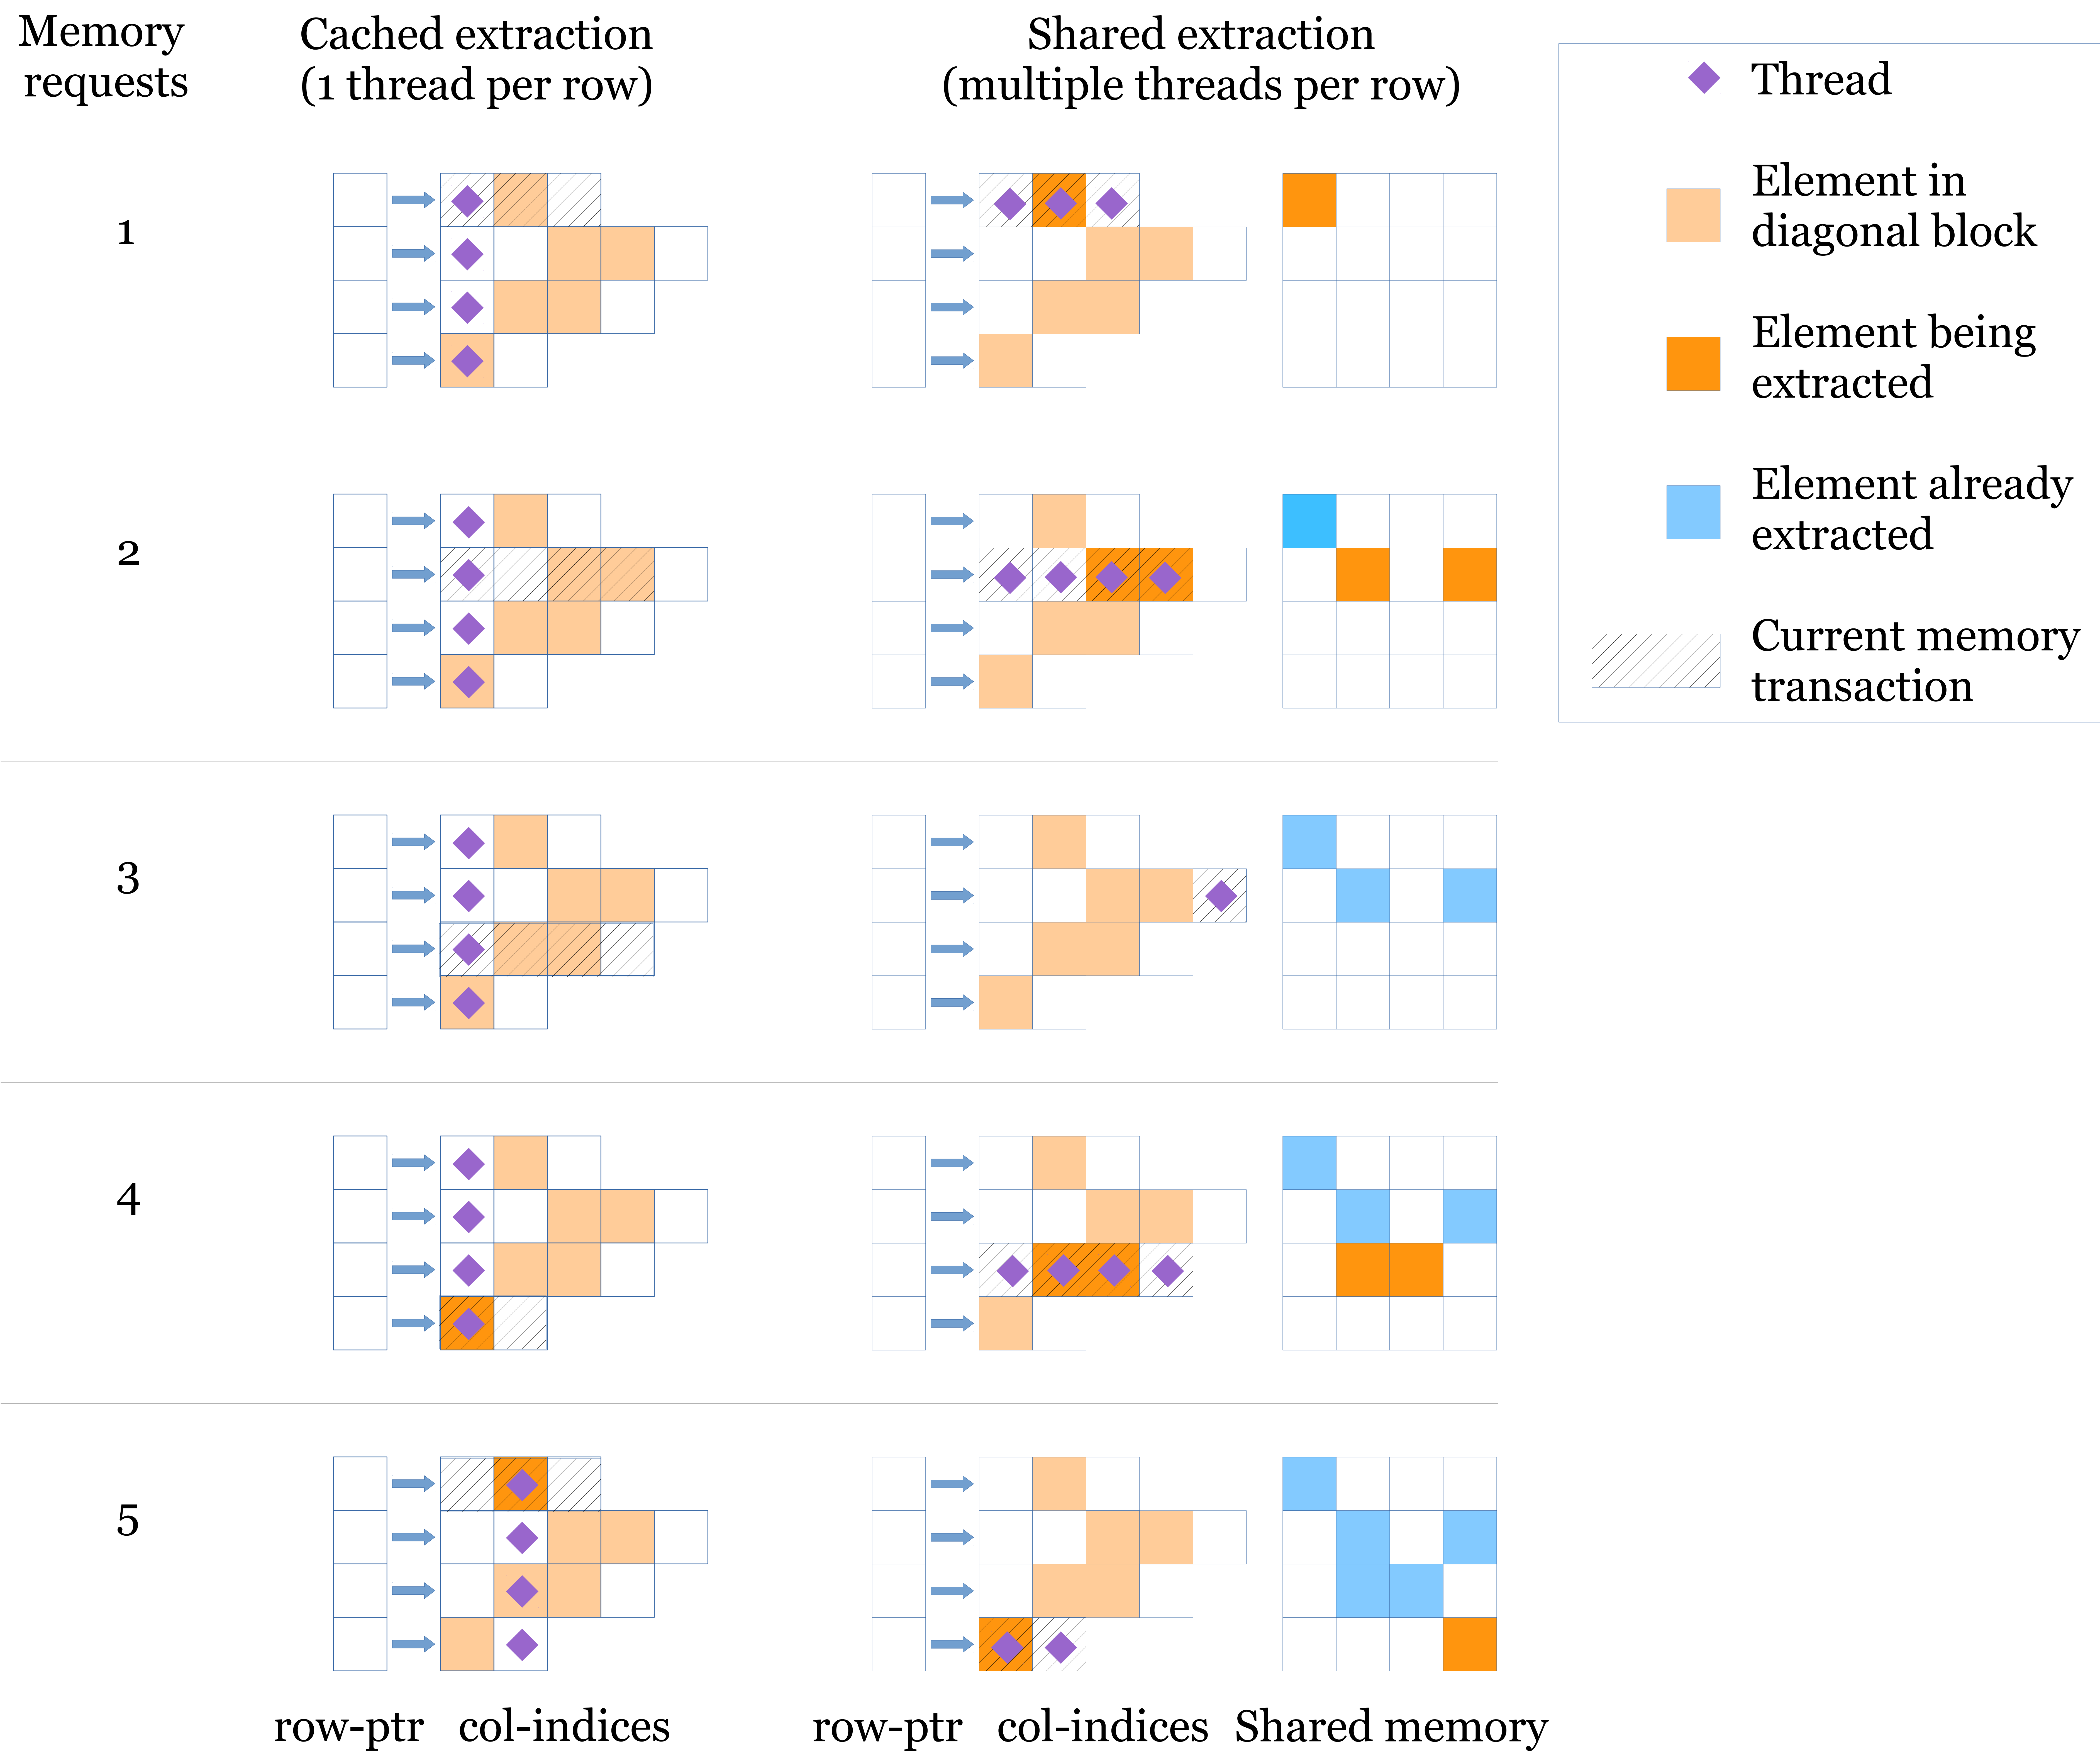 Memory
requests
Cached extraction
(1 thread per row)
Shared extraction
(multiple threads per row)
Thread
Element in
diagonal block
Element being
extracted
Element already
extracted
Current memory
transaction
1
2
3
4
5
row-ptr
col-indices
row-ptr
col-indices
Shared memory